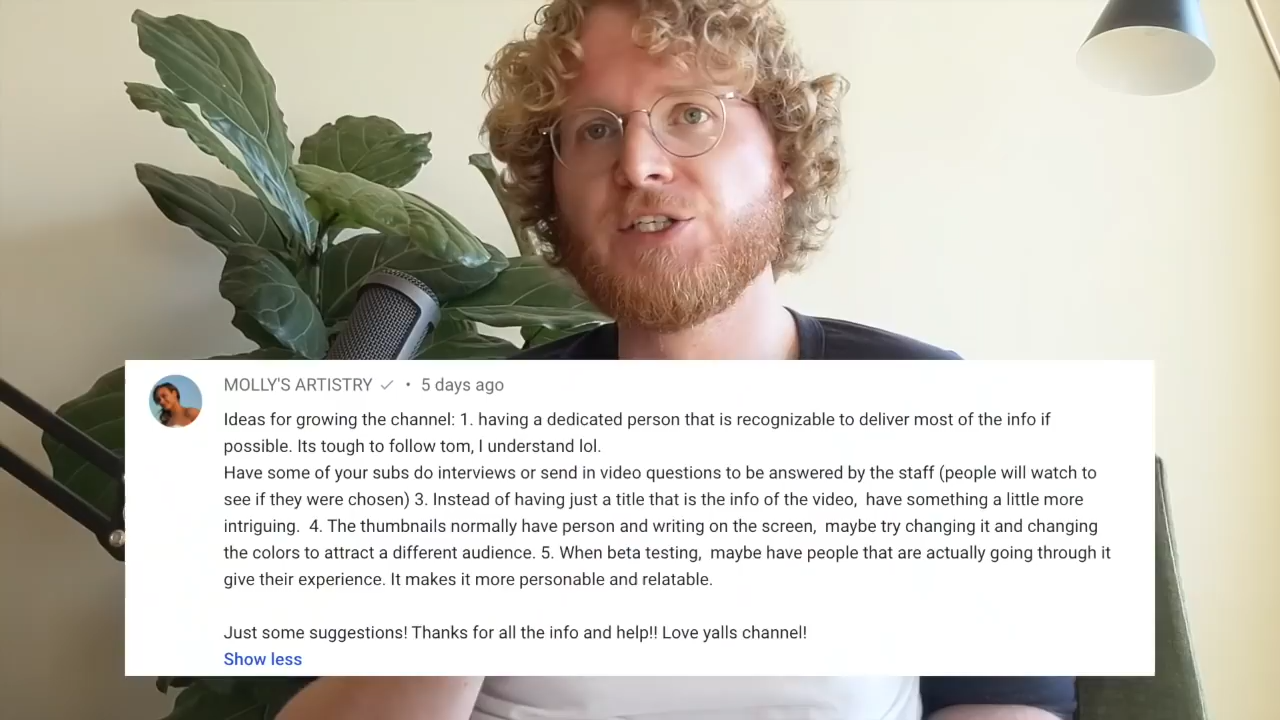 MOLLY'S ARTISTRY ✓ • 5 days ago
Ideas for growing the channel: 1. having a dedicated person that is recognizable to deliver most of the info if
possible. Its tough to follow tom, I understand lol.
Have some of your subs do interviews or send in video questions to be answered by the staff (people will watch to
see if they were chosen) 3. Instead of having just a title that is the info of the video,  have something a little more
intriguing.  4. The thumbnails normally have person and writing on the screen,  maybe try changing it and changing
the colors to attract a different audience. 5. When beta testing,  maybe have people that are actually going through it
give their experience. It makes it more personable and relatable.
Just some suggestions! Thanks for all the info and help!! Love yalls channel!
Show less